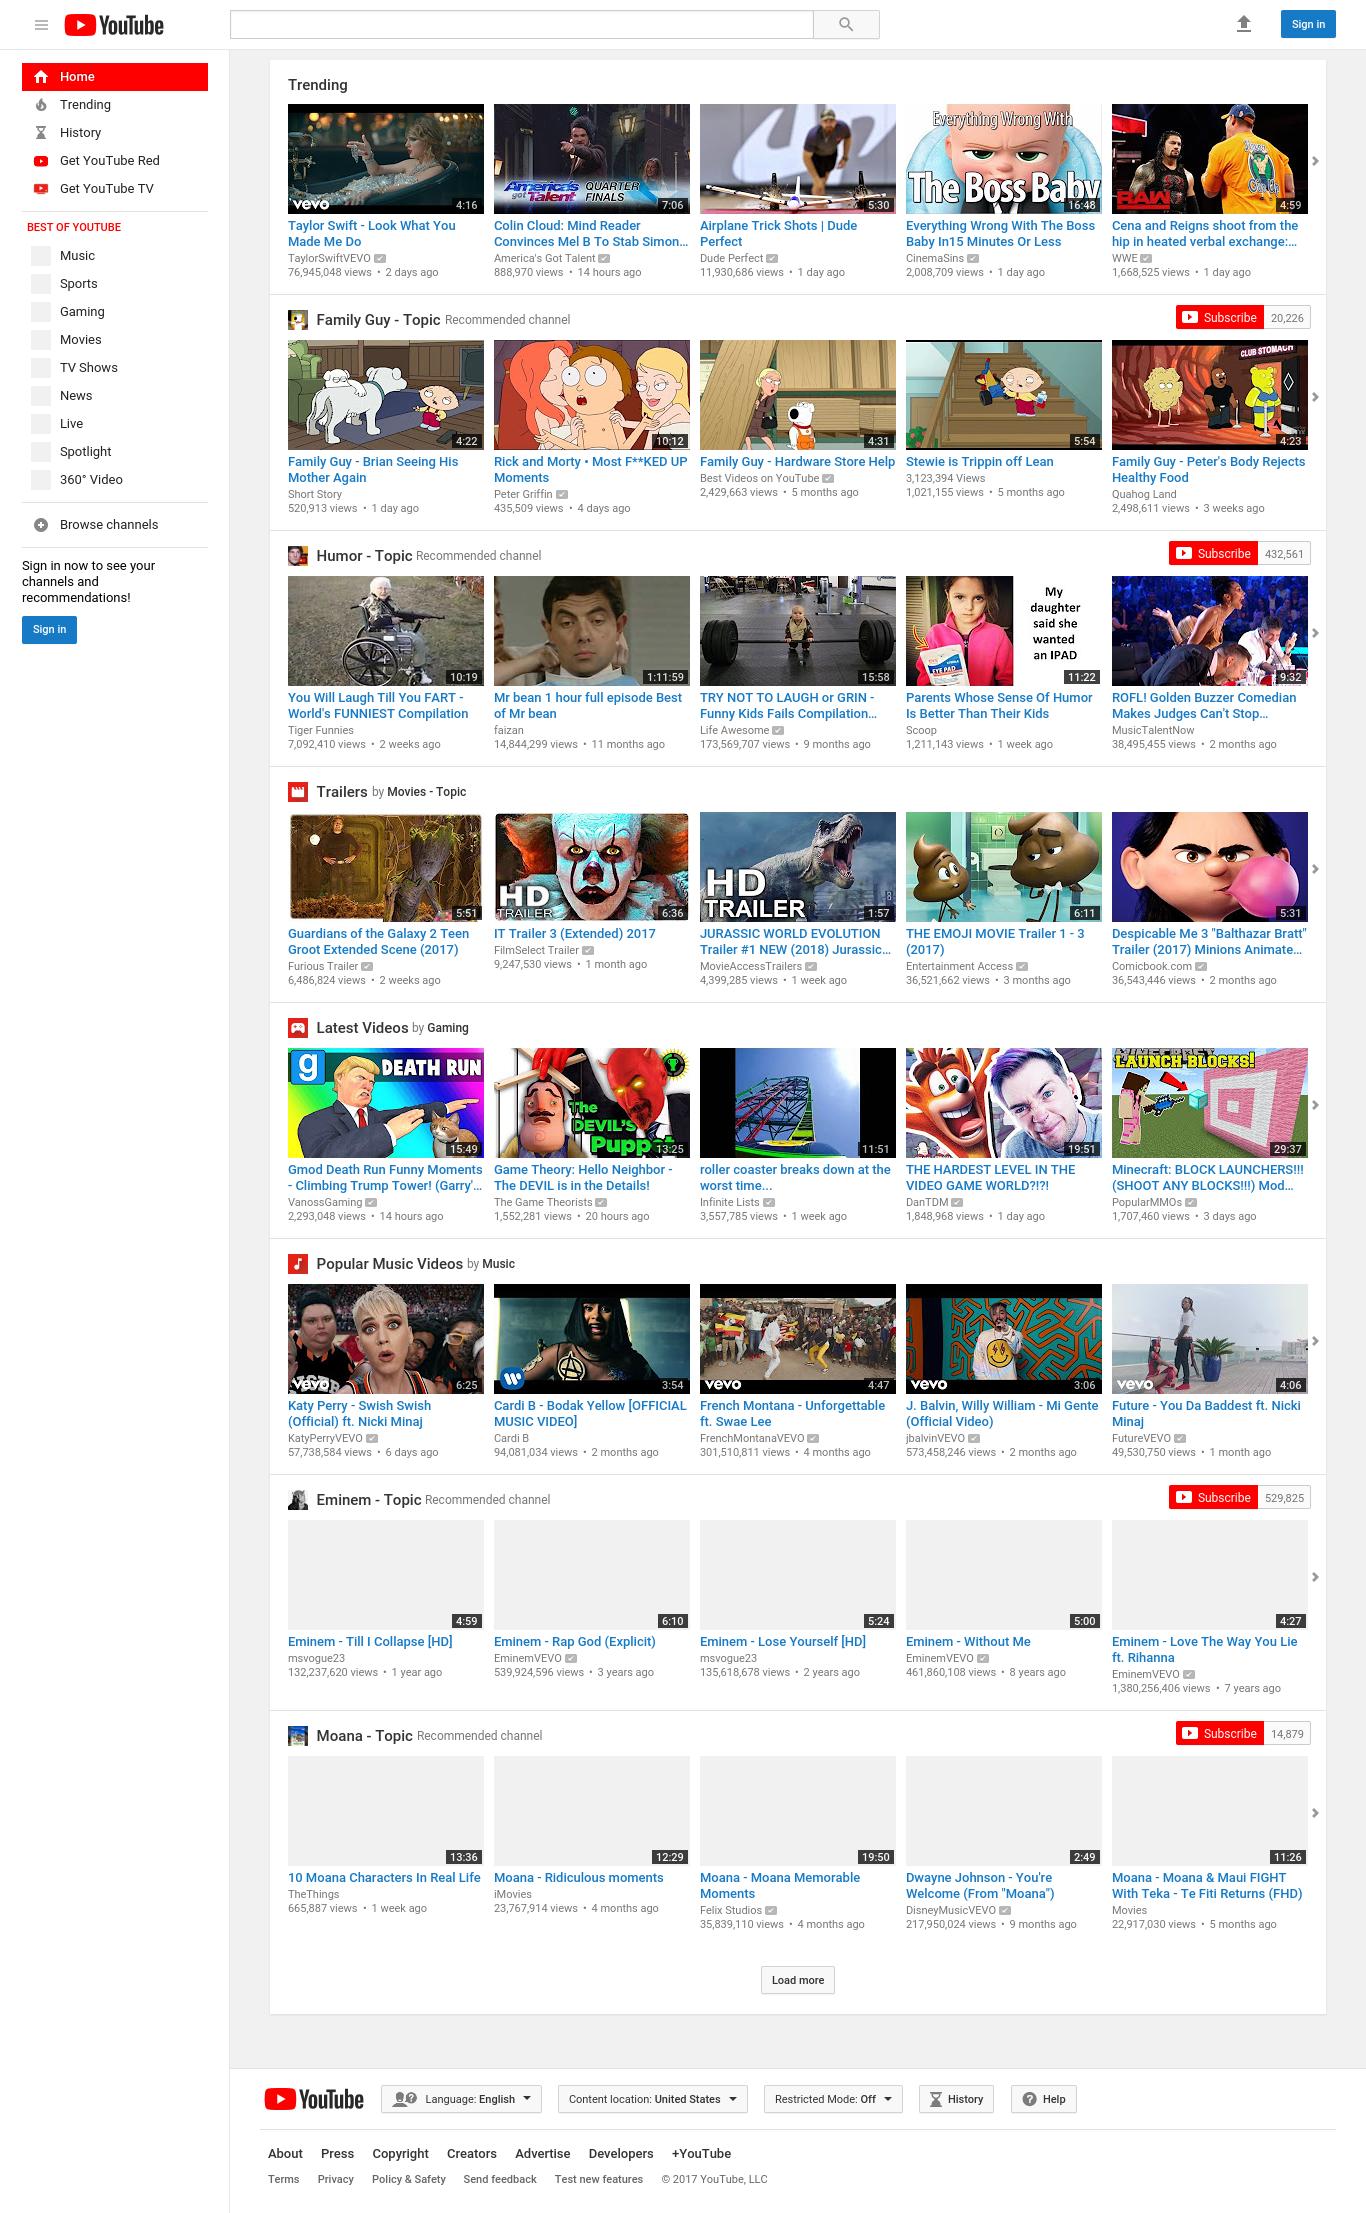 YouTube
Sign in
Home
Trending
History
Get YouTube Red
Get YouTube TV
BEST OF YOUTUBE
Music
Sports
Gaming
Movies
TV Shows
News
Live
Spotlight
360° Video
Browse channels
Sign in now to see your
channels and
recommendations!
Sign in
Trending
vevo
4:16
America's got Talent QUARTER FINALS
7:06
5:30
Everything Wrong With
The Boss Baby
16:48
RAW
4:59
Taylor Swift - Look What You
Made Me Do
TaylorSwiftVEVO
76,945,048 views • 2 days ago
Colin Cloud: Mind Reader
Convinces Mel B To Stab Simon...
America's Got Talent
888,970 views • 14 hours ago
Airplane Trick Shots | Dude
Perfect
Dude Perfect
11,930,686 views • 1 day ago
Everything Wrong With The Boss
Baby In15 Minutes Or Less
CinemaSins
2,008,709 views • 1 day ago
Cena and Reigns shoot from the
hip in heated verbal exchange:...
WWE
1,668,525 views • 1 day ago
Family Guy - Topic Recommended channel
Subscribe 20,226
4:22
10:12
4:31
5:54
CLUB STOMACH
4:23
Family Guy - Brian Seeing His
Mother Again
Short Story
520,913 views • 1 day ago
Rick and Morty • Most F**KED UP
Moments
Peter Griffin
435,509 views • 4 days ago
Family Guy - Hardware Store Help
Best Videos on YouTube
2,429,663 views • 5 months ago
Stewie is Trippin off Lean
3,123,394 Views
1,021,155 views • 5 months ago
Family Guy - Peter's Body Rejects
Healthy Food
Quahog Land
2,498,611 views • 3 weeks ago
Humor - Topic Recommended channel
Subscribe 432,561
10:19
1:11:59
15:58
EYE PAD
My
daughter
said she
wanted
an IPAD
11:22
9:32
You Will Laugh Till You FART -
World's FUNNIEST Compilation
Tiger Funnies
7,092,410 views • 2 weeks ago
Mr bean 1 hour full episode Best
of Mr bean
faizan
14,844,299 views • 11 months ago
TRY NOT TO LAUGH or GRIN -
Funny Kids Fails Compilation...
Life Awesome
173,569,707 views • 9 months ago
Parents Whose Sense Of Humor
Is Better Than Their Kids
Scoop
1,211,143 views • 1 week ago
ROFL! Golden Buzzer Comedian
Makes Judges Can't Stop...
MusicTalentNow
38,495,455 views • 2 months ago
Trailers by Movies - Topic
5:51
HD
TRAILER
6:36
HD
TRAILER
1:57
6:11
5:31
Guardians of the Galaxy 2 Teen
Groot Extended Scene (2017)
Furious Trailer
6,486,824 views • 2 weeks ago
IT Trailer 3 (Extended) 2017
FilmSelect Trailer
9,247,530 views • 1 month ago
JURASSIC WORLD EVOLUTION
Trailer #1 NEW (2018) Jurassic...
MovieAccessTrailers
4,399,285 views • 1 week ago
THE EMOJI MOVIE Trailer 1 - 3
(2017)
Entertainment Access
36,521,662 views • 3 months ago
Despicable Me 3 "Balthazar Bratt"
Trailer (2017) Minions Animate...
Comicbook.com
36,543,446 views • 2 months ago
Latest Videos by Gaming
g DEATH RUN
15:49
The
DEVIL'S
Puppet
13:25
11:51
19:51
MINECRAFT
LAUNCH BLOCKS!
29:37
Gmod Death Run Funny Moments
- Climbing Trump Tower! (Garry'...
VanossGaming
2,293,048 views • 14 hours ago
Game Theory: Hello Neighbor -
The DEVIL is in the Details!
The Game Theorists
1,552,281 views • 20 hours ago
roller coaster breaks down at the
worst time...
Infinite Lists
3,557,785 views • 1 week ago
THE HARDEST LEVEL IN THE
VIDEO GAME WORLD?!?!
DanTDM
1,848,968 views • 1 day ago
Minecraft: BLOCK LAUNCHERS!!!
(SHOOT ANY BLOCKS!!!) Mod...
PopularMMOs
1,707,460 views • 3 days ago
Popular Music Videos by Music
vevo
6:25
3:54
vevo
4:47
vevo
3:06
vevo
4:06
Katy Perry - Swish Swish
(Official) ft. Nicki Minaj
KatyPerryVEVO
57,738,584 views • 6 days ago
Cardi B - Bodak Yellow [OFFICIAL
MUSIC VIDEO]
Cardi B
94,081,034 views • 2 months ago
French Montana - Unforgettable
ft. Swae Lee
FrenchMontanaVEVO
301,510,811 views • 4 months ago
J. Balvin, Willy William - Mi Gente
(Official Video)
jbalvinVEVO
573,458,246 views • 2 months ago
Future - You Da Baddest ft. Nicki
Minaj
FutureVEVO
49,530,750 views • 1 month ago
Eminem - Topic Recommended channel
Subscribe 529,825
4:59
6:10
5:24
5:00
4:27
Eminem - Till I Collapse [HD]
msvogue23
132,237,620 views • 1 year ago
Eminem - Rap God (Explicit)
EminemVEVO
539,924,596 views • 3 years ago
Eminem - Lose Yourself [HD]
msvogue23
135,618,678 views • 2 years ago
Eminem - Without Me
EminemVEVO
461,860,108 views • 8 years ago
Eminem - Love The Way You Lie
ft. Rihanna
EminemVEVO
1,380,256,406 views • 7 years ago
Moana - Topic Recommended channel
Subscribe 14,879
13:36
12:29
19:50
2:49
11:26
10 Moana Characters In Real Life
TheThings
665,887 views • 1 week ago
Moana - Ridiculous moments
iMovies
23,767,914 views • 4 months ago
Moana - Moana Memorable
Moments
Felix Studios
35,839,110 views • 4 months ago
Dwayne Johnson - You're
Welcome (From "Moana")
DisneyMusicVEVO
217,950,024 views • 9 months ago
Moana - Moana & Maui FIGHT
With Teka - Te Fiti Returns (FHD)
Movies
22,917,030 views • 5 months ago
Load more
YouTube Language: English Content location: United States Restricted Mode: Off History Help
About Press Copyright Creators Advertise Developers +YouTube
Terms Privacy Policy & Safety Send feedback Test new features © 2017 YouTube, LLC